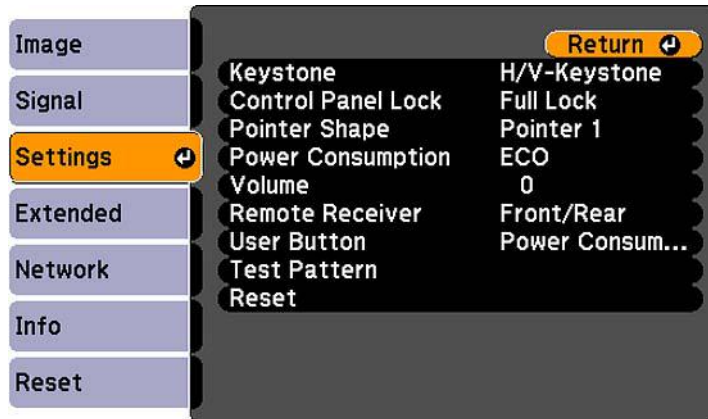 Image
Signal
Settings
Extended
Network
Info
Reset
Return
Keystone H/V-Keystone
Control Panel Lock Full Lock
Pointer Shape Pointer 1
Power Consumption ECO
Volume 0
Remote Receiver Front/Rear
User Button Power Consum...
Test Pattern
Reset